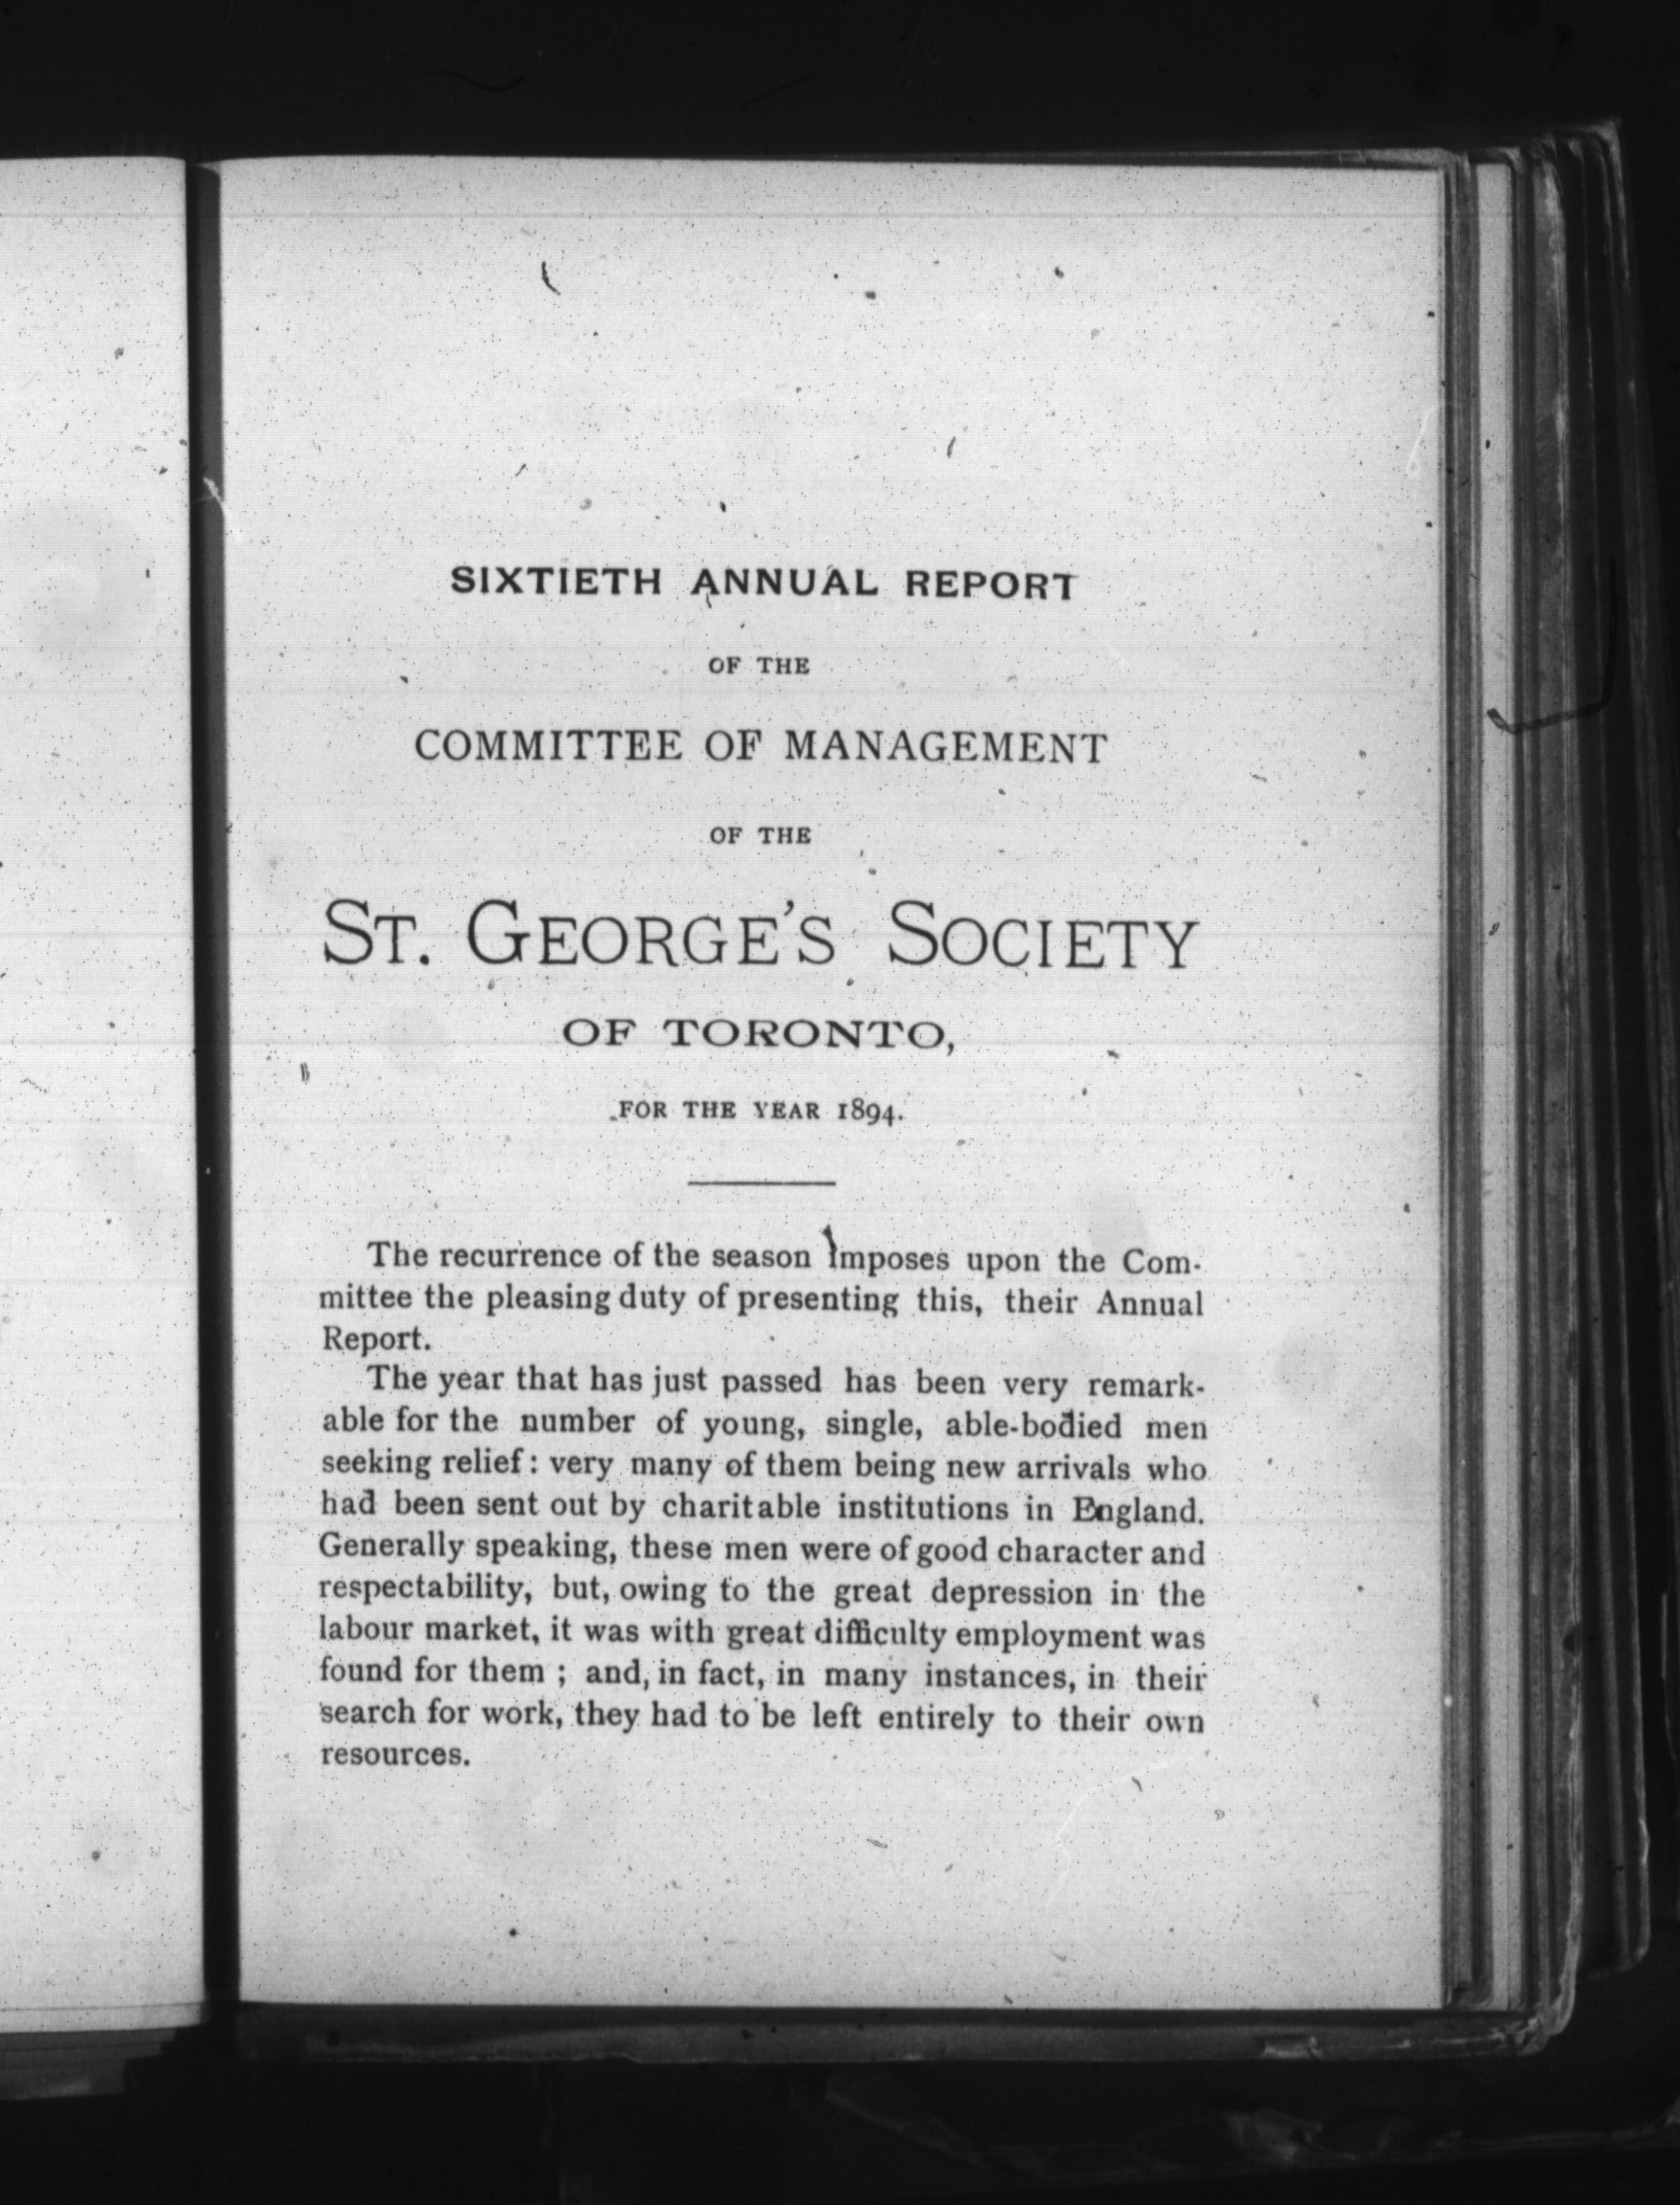 SIXTIETH ANNUAL REPORT
OF THE
COMMITTEE OF MANAGEMENT
OF THE
ST. GEORGE'S SOCIETY
OF TORONTO,
FOR THE YEAR 1894.
The recurrence of the season imposes upon the Com-
mittee the pleasing duty of presenting this, their Annual
Report.
The year that has just passed has been very remark-
able for the number of young, single, able-bodied men
seeking relief: very many of them being new arrivals who
had been sent out by charitable institutions in England.
Generally speaking, these men were of good character and
respectability, but, owing to the great depression in the
labour market, it was with great difficulty employment was
found for them ; and, in fact, in many instances, in their
search for work, they had to be left entirely to their own
resources.